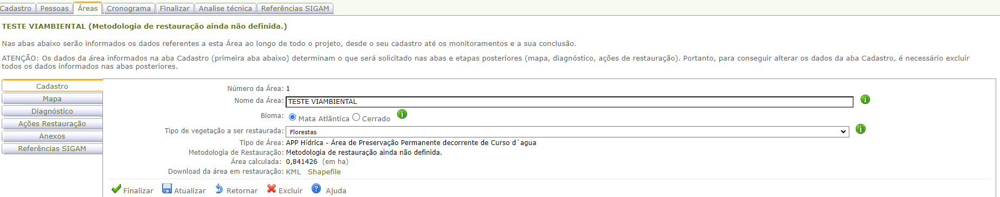 Cadastro Pessoas Áreas Cronograma Finalizar Analise técnica Referências SIGAM
TESTE VIAMBIENTAL (Metodologia de restauração ainda não definida.)
Nas abas abaixo serão informados os dados referentes a esta Área ao longo de todo o projeto, desde o seu cadastro até os monitoramentos e a sua conclusão.
ATENÇÃO: Os dados da área informados na aba Cadastro (primeira aba abaixo) determinam o que será solicitado nas abas e etapas posteriores (mapa, diagnóstico, ações de restauração). Portanto, para conseguir alterar os dados da aba Cadastro, é necessário excluir
todos os dados informados nas abas posteriores.
Cadastro
Mapa
Diagnóstico
Ações Restauração
Anexos
Referências SIGAM
Número da Área: 1
Nome da Área: TESTE VIAMBIENTAL
Bioma: Mata Atlântica Cerrado
Tipo de vegetação a ser restaurada: Florestas
Tipo de Área: APP Hídrica - Área de Preservação Permanente decorrente de Curso d´agua
Metodologia de Restauração: Metodologia de restauração ainda não definida.
Área calculada: 0,841426 (em ha)
Download da área em restauração: KML Shapefile
Finalizar Atualizar Retornar Excluir Ajuda